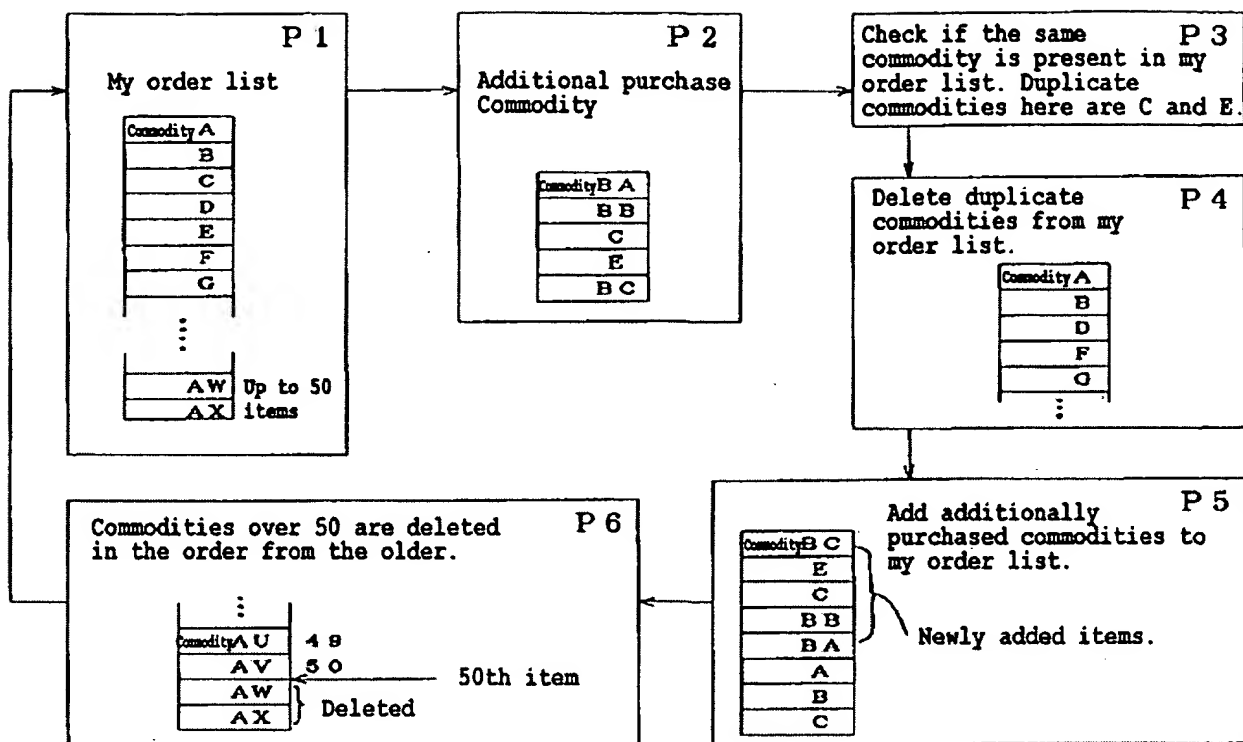 P 1
My order list
Commodity A
B
C
D
E
F
G
A W
A X
Up to 50
items
P 2
Additional purchase
Commodity
Commodity B A
B B
C
E
B C
P 3
Check if the same
commodity is present in my
order list. Duplicate
commodities here are C and E.
P 4
Delete duplicate
commodities from my
order list.
Commodity A
B
D
F
G
P 5
Add additionally
purchased commodities to
my order list.
Commodity B C
E
C
B B
B A
A
B
C
Newly added items.
P 6
Commodities over 50 are deleted
in the order from the older.
Commodity A U 4 9
A V 5 0
A W
A X
50th item
Deleted